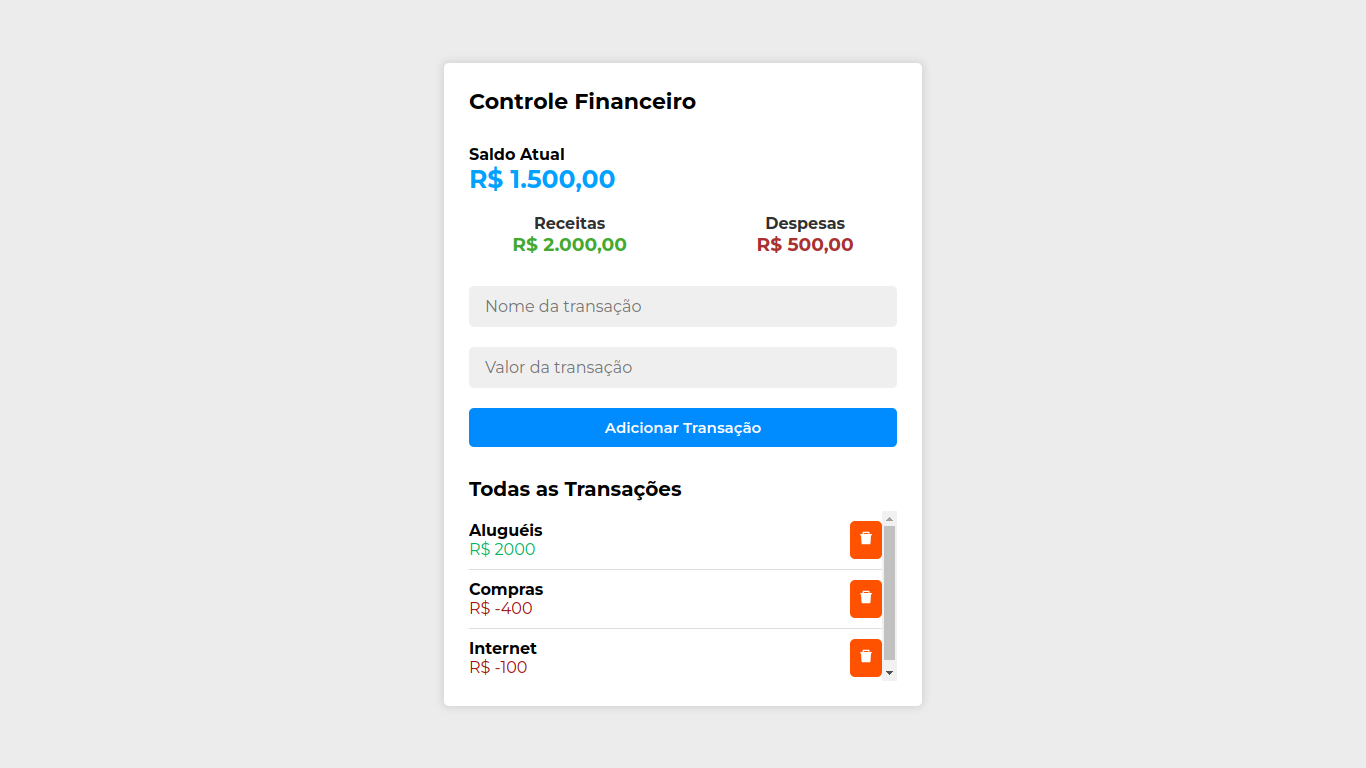 Controle Financeiro
Saldo Atual
R$ 1.500,00
Receitas
R$ 2.000,00
Despesas
R$ 500,00
Nome da transação
Valor da transação
Adicionar Transação
Todas as Transações
Aluguéis
R$ 2000
Compras
R$ -400
Internet
R$ -100